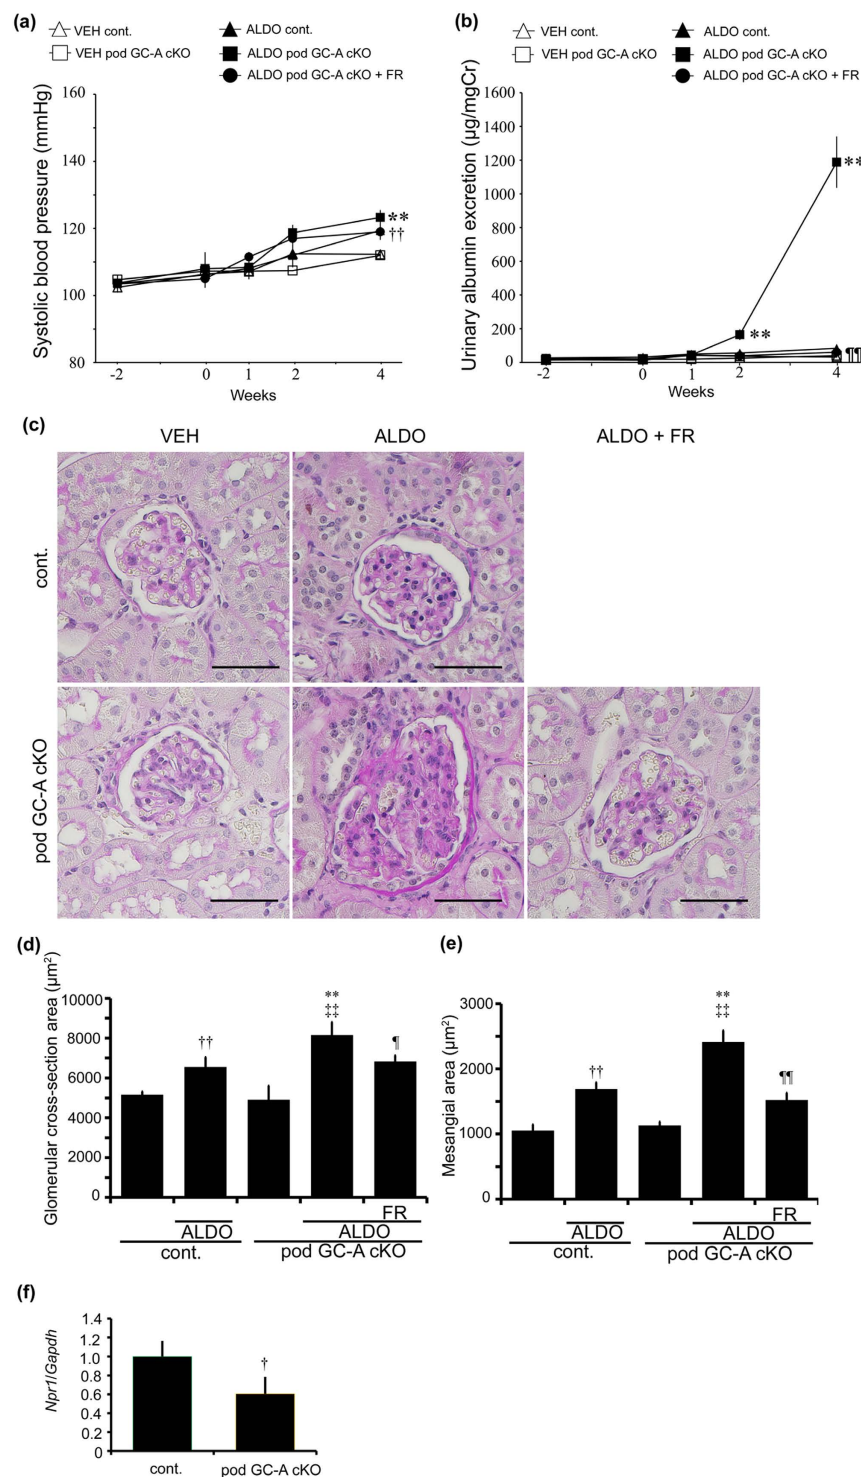 (a)
VEH cont.
ALDO cont.
VEH pod GC-A cKO
ALDO pod GC-A cKO
ALDO pod GC-A cKO + FR
Systolic blood pressure (mmHg)
160
140
120
100
80
**
††
-2
0
1
2
4
Weeks
(b)
VEH cont.
ALDO cont.
VEH pod GC-A cKO
ALDO pod GC-A cKO
ALDO pod GC-A cKO + FR
Urinary albumin excretion (μg/mgCr)
1600
1400
1200
1000
800
600
400
200
0
**
**
¶¶
-2
0
1
2
4
Weeks
(c)
VEH
ALDO
ALDO + FR
cont.
pod GC-A cKO
(d)
Glomerular cross-section area (μm²)
10000
8000
6000
4000
2000
0
††
**
‡‡
¶
FR
ALDO
ALDO
cont.
pod GC-A cKO
(e)
Mesangial area (μm²)
3000
2000
1500
1000
0
††
**
‡‡
¶¶
FR
ALDO
ALDO
cont.
pod GC-A cKO
(f)
Npr1/Gapdh
1.4
1.2
1.0
0.8
0.6
0.4
0.2
0
†
cont.
pod GC-A cKO